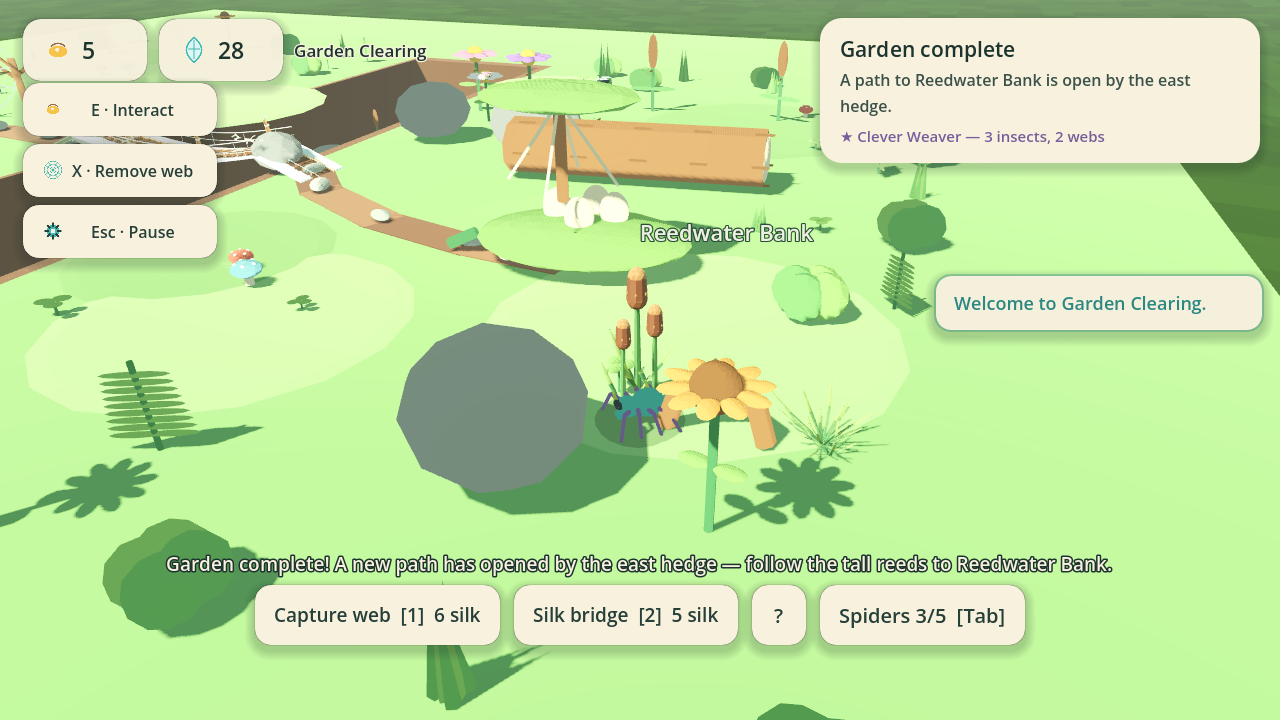 5
28
Garden Clearing
E · Interact
X · Remove web
Esc · Pause
Garden complete
A path to Reedwater Bank is open by the east
hedge.
★ Clever Weaver — 3 insects, 2 webs
Reedwater Bank
Welcome to Garden Clearing.
Garden complete! A new path has opened by the east hedge — follow the tall reeds to Reedwater Bank.
Capture web [1] 6 silk
Silk bridge [2] 5 silk
?
Spiders 3/5 [Tab]